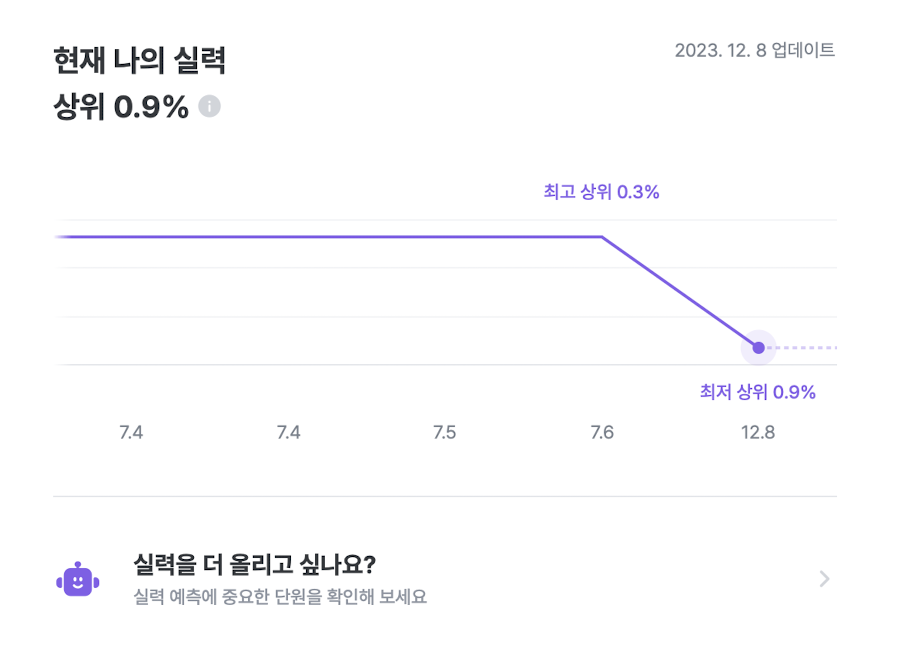 현재 나의 실력
상위 0.9%
2023. 12. 8 업데이트
최고 상위 0.3%
최저 상위 0.9%
7.4 7.4 7.5 7.6 12.8
실력을 더 올리고 싶나요?
실력 예측에 중요한 단원을 확인해 보세요